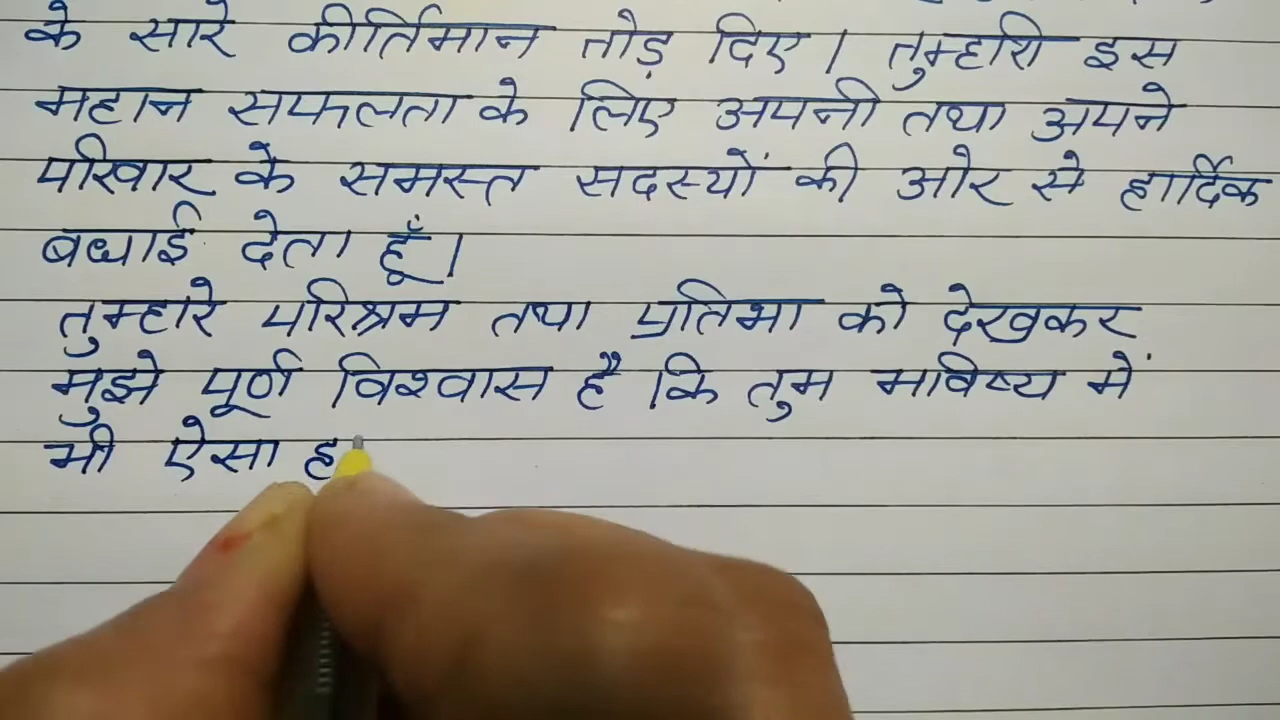 के सारे कीर्तिमान तोड़ दिए। तुम्हारी इस
महान सफलता के लिए अपनी तथा अपने
परिवार के समस्त सदस्यों की ओर से हार्दिक
बधाई देता हूँ।
तुम्हारे परिश्रम तथा प्रतिभा को देखकर
मुझे पूर्ण विश्वास है कि तुम भविष्य में
भी ऐसा ह